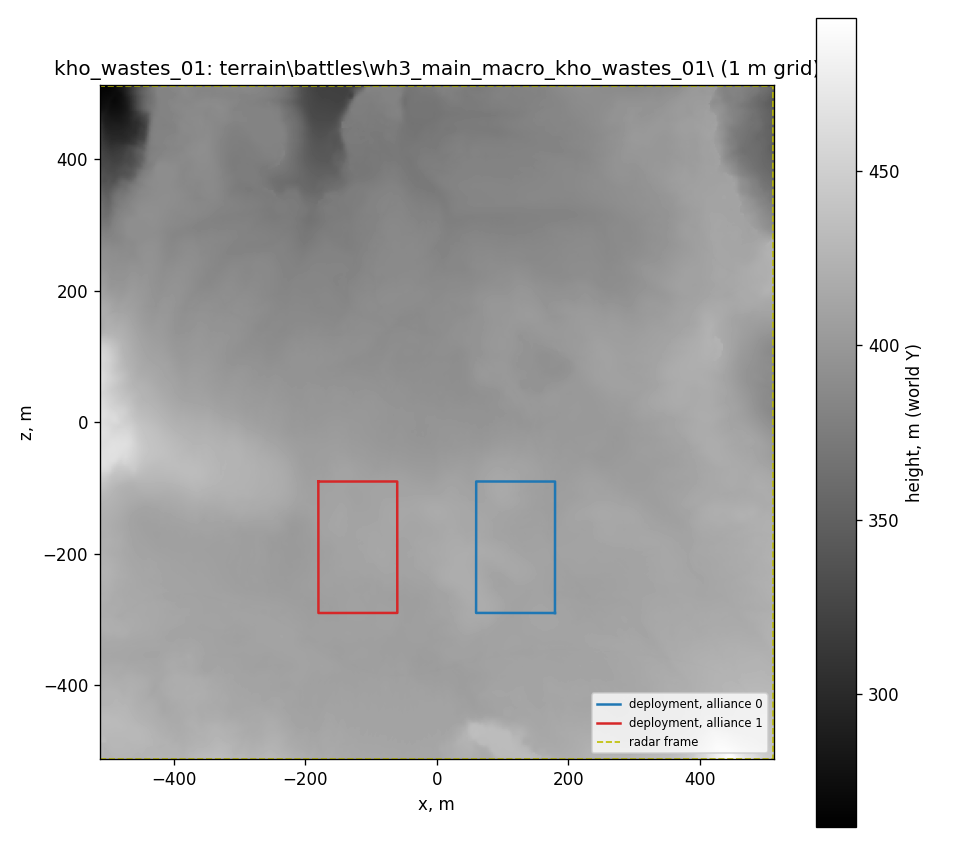 kho_wastes_01: terrain\battles\wh3_main_macro_kho_wastes_01\ (1 m grid)
400
200
0
−200
−400
z, m
−400
−200
0
200
400
x, m
deployment, alliance 0
deployment, alliance 1
radar frame
450
400
350
300
height, m (world Y)